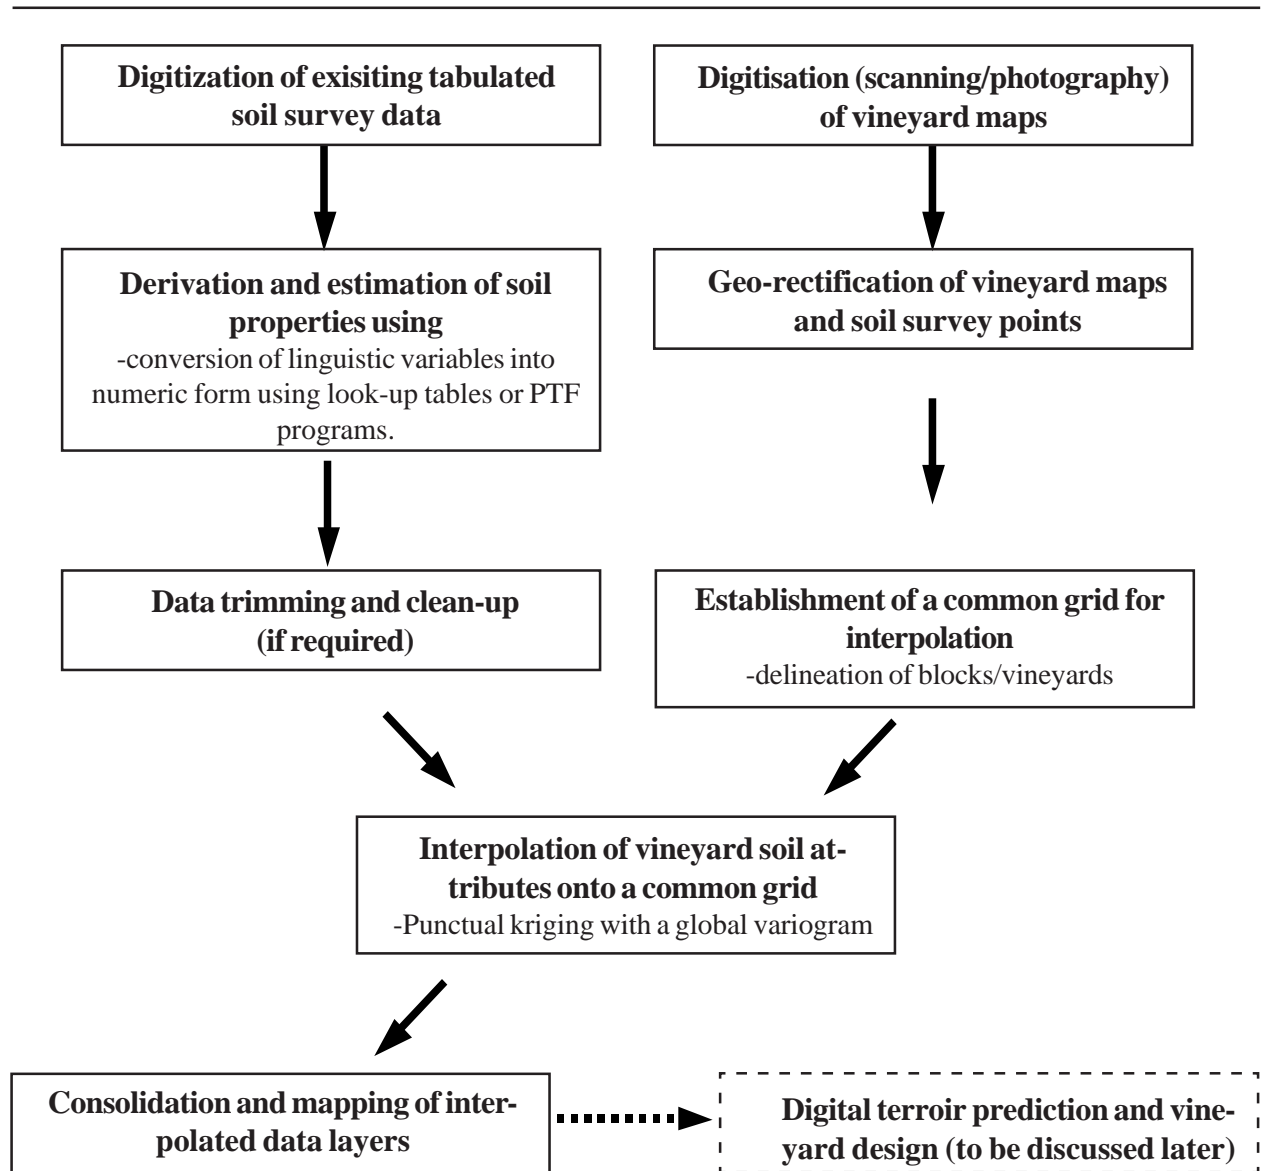 Digitization of exisiting tabulated
soil survey data
Digitisation (scanning/photography)
of vineyard maps
Derivation and estimation of soil
properties using
-conversion of linguistic variables into
numeric form using look-up tables or PTF
programs.
Geo-rectification of vineyard maps
and soil survey points
Data trimming and clean-up
(if required)
Establishment of a common grid for
interpolation
-delineation of blocks/vineyards
Interpolation of vineyard soil at-
tributes onto a common grid
-Punctual kriging with a global variogram
Consolidation and mapping of inter-
polated data layers
Digital terroir prediction and vine-
yard design (to be discussed later)